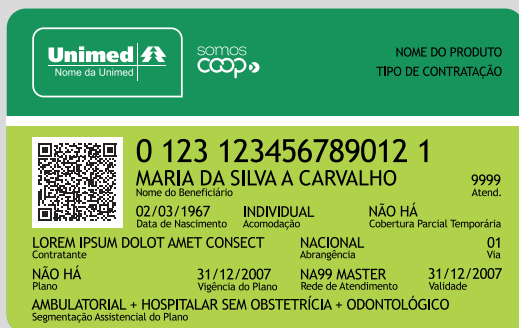 Unimed
Nome da Unimed
somos
coop
NOME DO PRODUTO
TIPO DE CONTRATAÇÃO
0 123 123456789012 1
MARIA DA SILVA A CARVALHO 9999
Nome do Beneficiário Atend.
02/03/1967 INDIVIDUAL NÃO HÁ
Data de Nascimento Acomodação Cobertura Parcial Temporária
LOREM IPSUM DOLOT AMET CONSECT NACIONAL 01
Contratante Abrangência Via
NÃO HÁ 31/12/2007 NA99 MASTER 31/12/2007
Plano Vigência do Plano Rede de Atendimento Validade
AMBULATORIAL + HOSPITALAR SEM OBSTETRÍCIA + ODONTOLÓGICO
Segmentação Assistencial do Plano